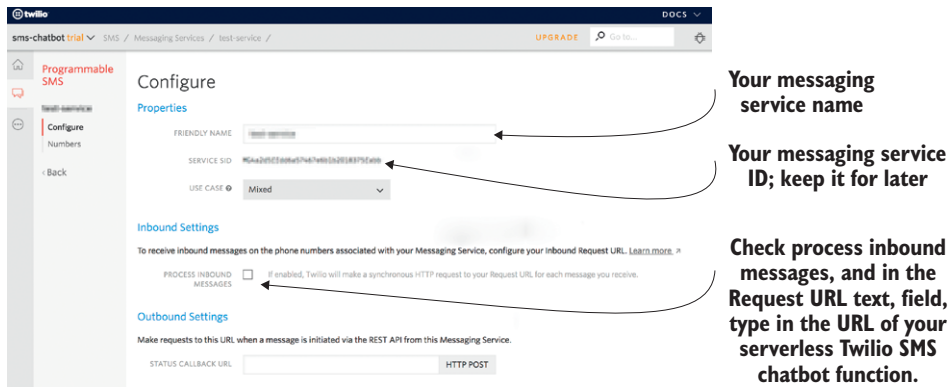 twilio
DOCS
sms-chatbot trial SMS / Messaging Services / test-service /
UPGRADE
Go to...
Programmable
SMS
Configure
Numbers
‹ Back
Configure
Properties
FRIENDLY NAME
SERVICE SID
USE CASE
Mixed
Inbound Settings
To receive inbound messages on the phone numbers associated with your Messaging Service, configure your Inbound Request URL. Learn more.
PROCESS INBOUND
MESSAGES
If enabled, Twilio will make a synchronous HTTP request to your Request URL for each message you receive.
Outbound Settings
Make requests to this URL when a message is initiated via the REST API from this Messaging Service.
STATUS CALLBACK URL
HTTP POST
Your messaging
service name
Your messaging service
ID; keep it for later
Check process inbound
messages, and in the
Request URL text, field,
type in the URL of your
serverless Twilio SMS
chatbot function.